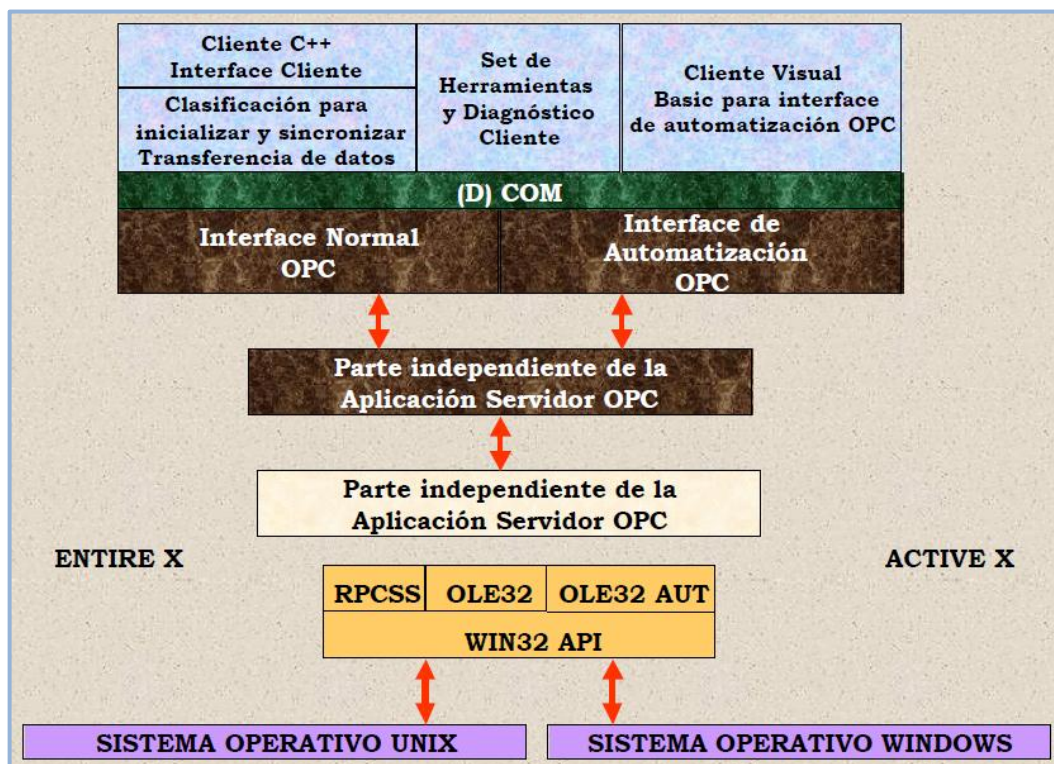 Cliente C++
Interface Cliente
Clasificación para
inicializar y sincronizar
Transferencia de datos
Set de
Herramientas
y Diagnóstico
Cliente
Cliente Visual
Basic para interface
de automatización OPC
(D) COM
Interface Normal
OPC
Interface de
Automatización
OPC
Parte independiente de la
Aplicación Servidor OPC
Parte independiente de la
Aplicación Servidor OPC
ENTIRE X
ACTIVE X
RPCSS
OLE32
OLE32 AUT
WIN32 API
SISTEMA OPERATIVO UNIX
SISTEMA OPERATIVO WINDOWS